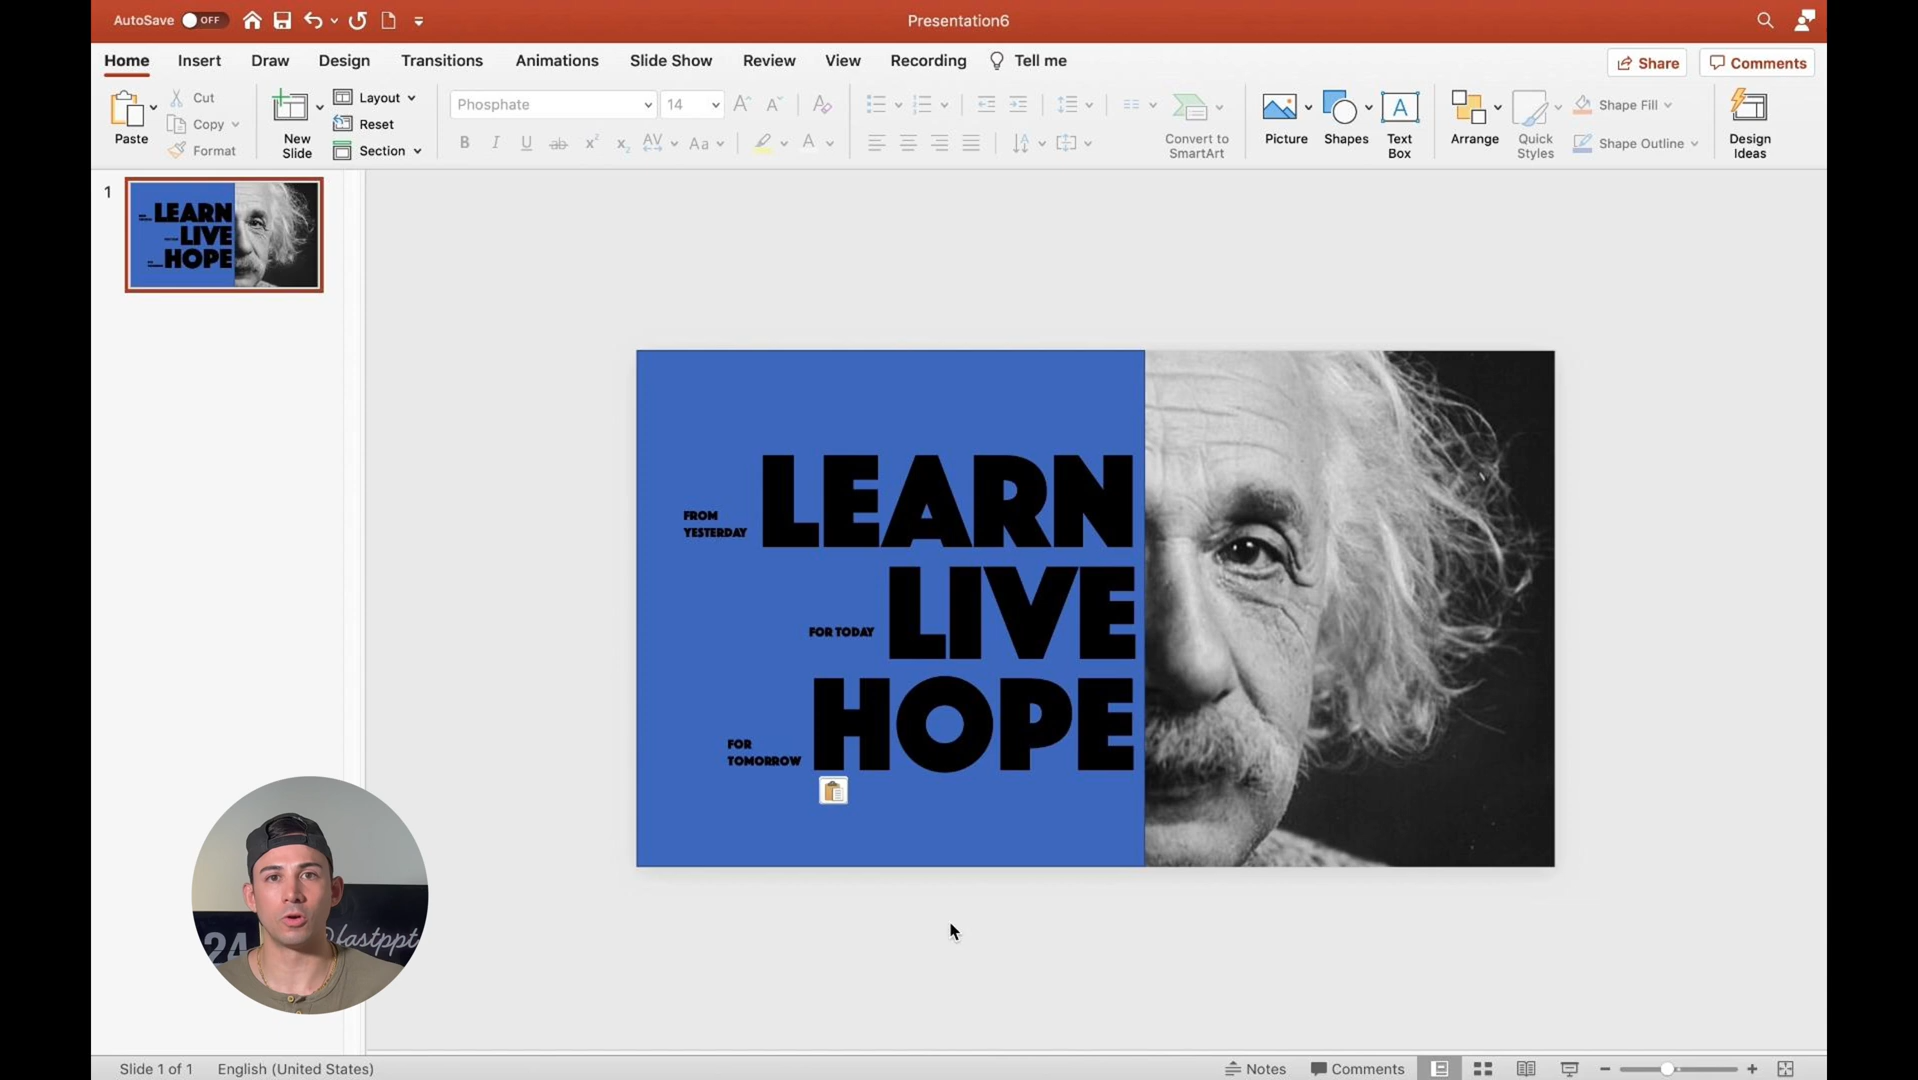 AutoSave OFF
Presentation6
Home Insert Draw Design Transitions Animations Slide Show Review View Recording Tell me
Share Comments
Paste
Cut
Copy
Format
New
Slide
Layout
Reset
Section
Phosphate 14
Convert to
SmartArt
Picture
Shapes
Text
Box
Arrange
Quick
Styles
Shape Fill
Shape Outline
Design
Ideas
1
LEARN
LIVE
HOPE
FROM
YESTERDAY
LEARN
FOR TODAY
LIVE
FOR
TOMORROW
HOPE
24
@fastppt
Slide 1 of 1 English (United States) Notes Comments